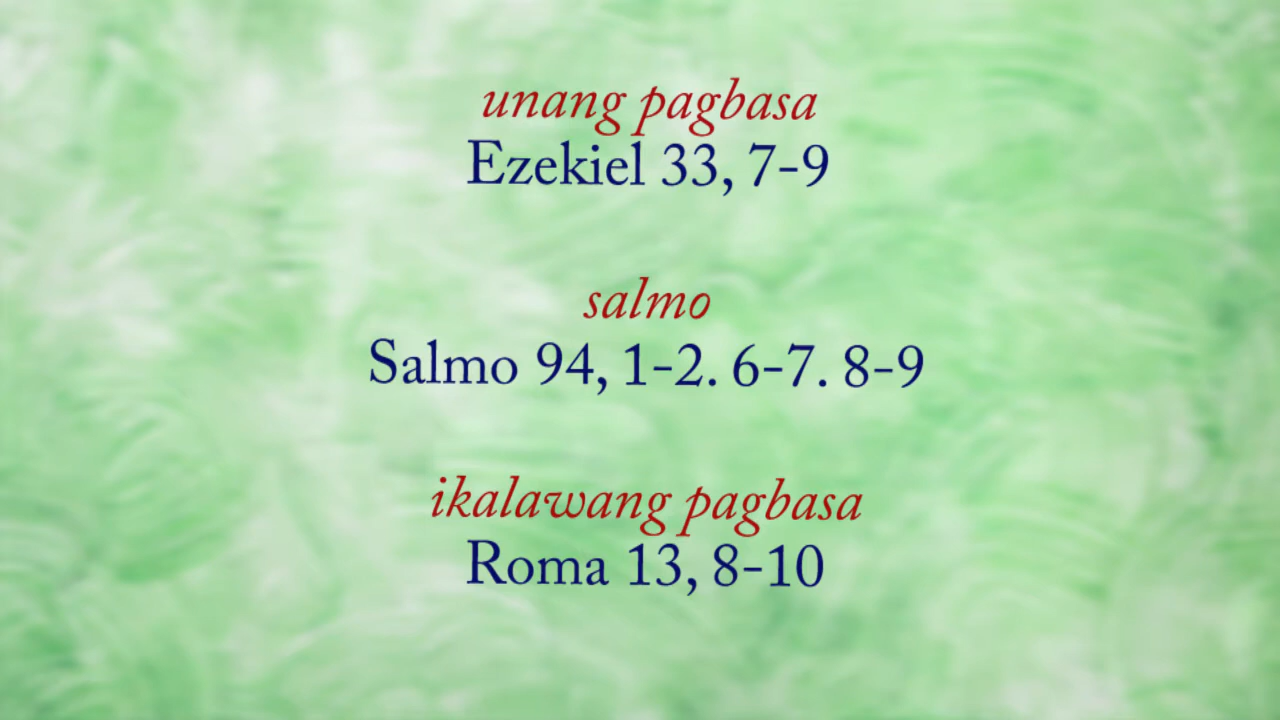 unang pagbasa
Ezekiel 33, 7-9
salmo
Salmo 94, 1-2. 6-7. 8-9
ikalawang pagbasa
Roma 13, 8-10